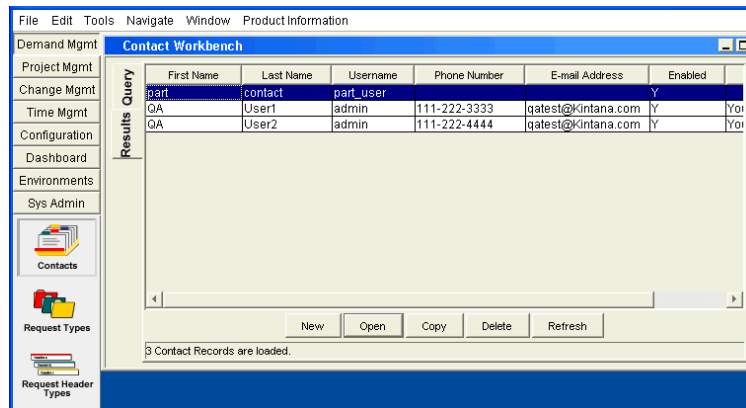 File Edit Tools Navigate Window Product Information
Demand Mgmt
Project Mgmt
Change Mgmt
Time Mgmt
Configuration
Dashboard
Environments
Sys Admin
Contacts
Request Types
Request Header
Types
Contact Workbench
Query
Results
First Name Last Name Username Phone Number E-mail Address Enabled
part contact part_user Y
QA User1 admin 111-222-3333 qatest@Kintana.com Y You
QA User2 admin 111-222-4444 qatest@Kintana.com Y You
New Open Copy Delete Refresh
3 Contact Records are loaded.